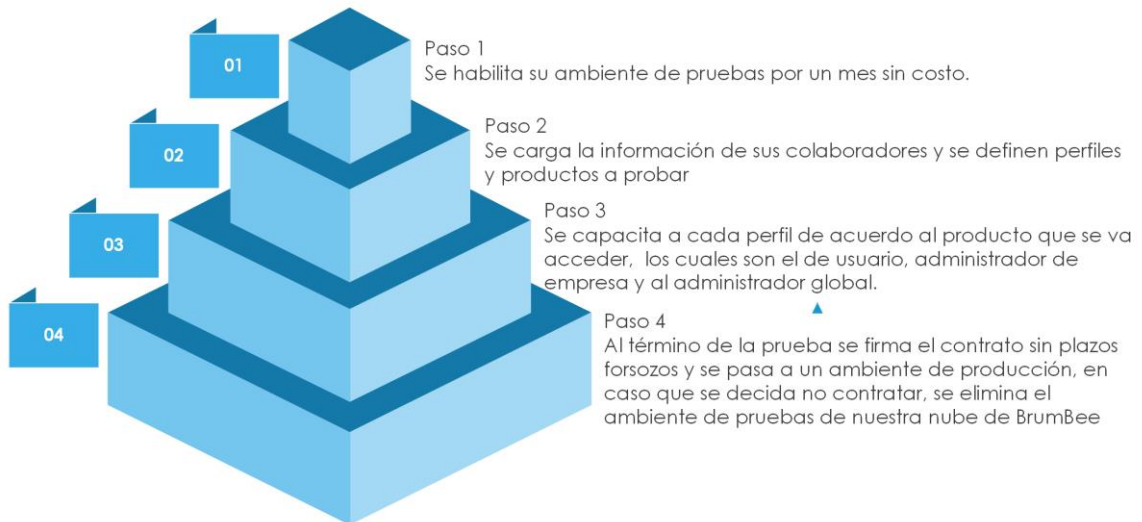 01
Paso 1
Se habilita su ambiente de pruebas por un mes sin costo.
02
Paso 2
Se carga la información de sus colaboradores y se definen perfiles
y productos a probar
03
Paso 3
Se capacita a cada perfil de acuerdo al producto que se va
acceder, los cuales son el de usuario, administrador de
empresa y al administrador global.
04
Paso 4
Al término de la prueba se firma el contrato sin plazos
forsozos y se pasa a un ambiente de producción, en
caso que se decida no contratar, se elimina el
ambiente de pruebas de nuestra nube de BrumBee